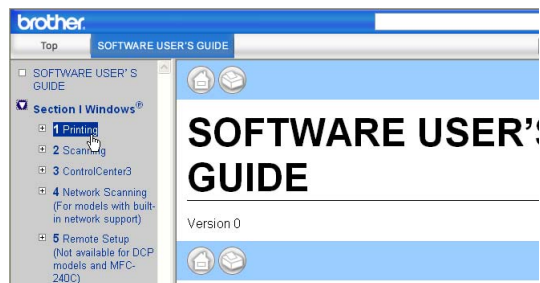 brother.
Top
SOFTWARE USER'S GUIDE
SOFTWARE USER' S
GUIDE
Section I Windows®
1 Printing
2 Scanning
3 ControlCenter3
4 Network Scanning
(For models with built-
in network support)
5 Remote Setup
(Not available for DCP
models and MFC-
240C)
SOFTWARE USER'S
GUIDE
Version 0